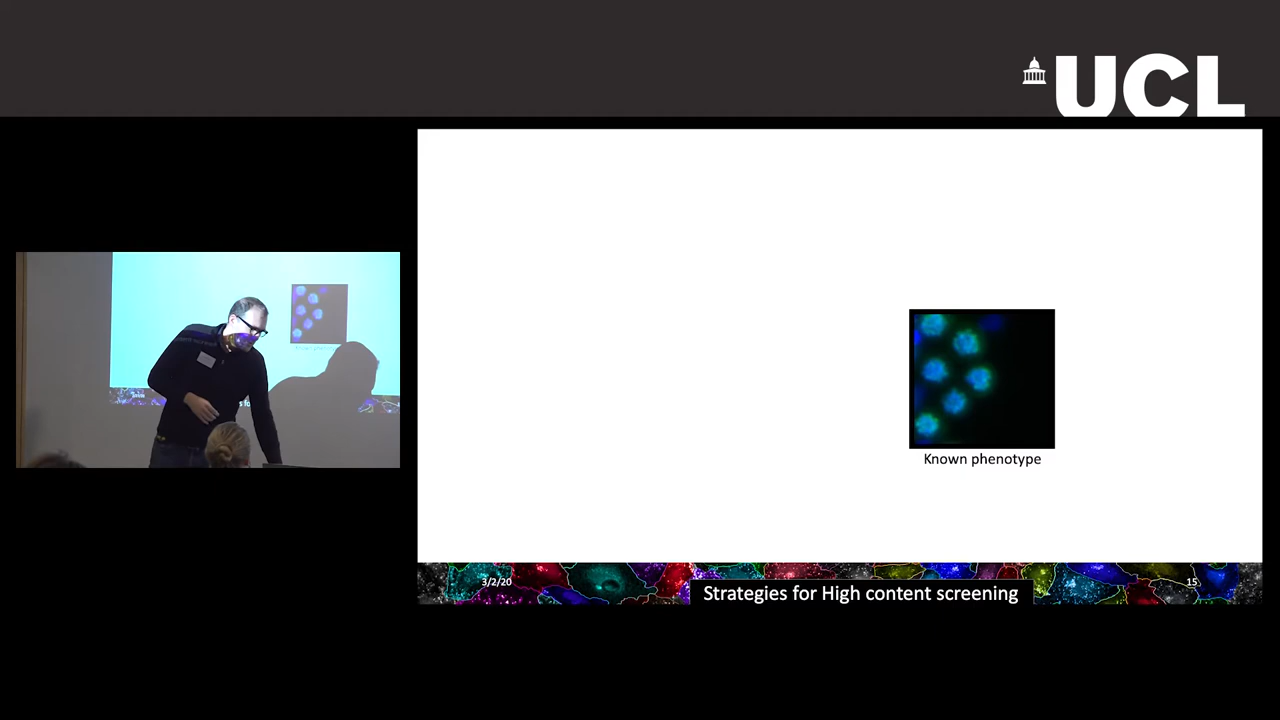 UCL
Known phenotype
3/2/20
15
Strategies for High content screening